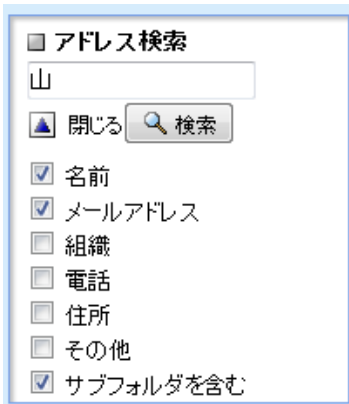 アドレス検索
山
閉じる 検索
名前
メールアドレス
組織
電話
住所
その他
サブフォルダを含む